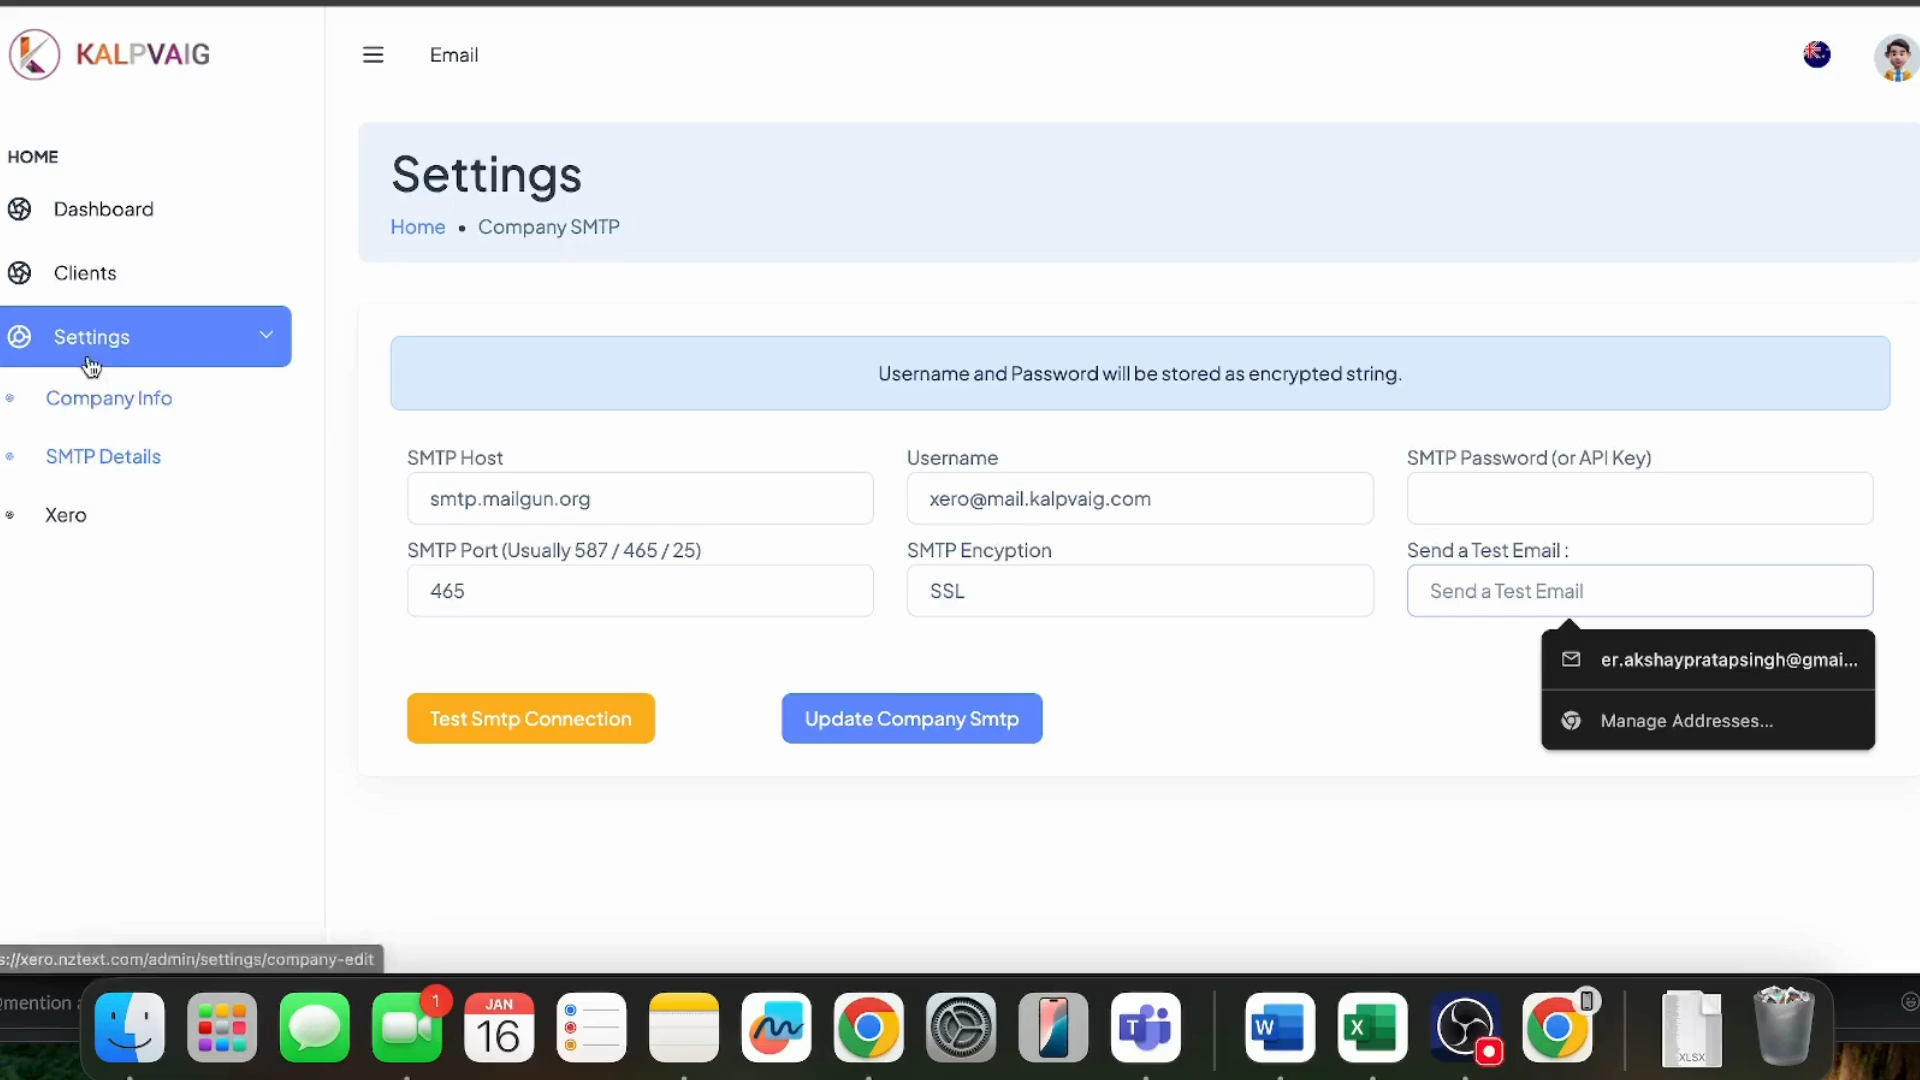 KALPVAIG
Email
HOME
Dashboard
Clients
Settings
Company Info
SMTP Details
Xero
Settings
Home • Company SMTP
Username and Password will be stored as encrypted string.
SMTP Host
Username
SMTP Password (or API Key)
smtp.mailgun.org
xero@mail.kalpvaig.com
SMTP Port (Usually 587 / 465 / 25)
SMTP Encyption
Send a Test Email :
465
SSL
Send a Test Email
er.akshaypratapsingh@gmai...
Manage Addresses...
Test Smtp Connection
Update Company Smtp
s://xero.nztext.com/admin/settings/company-edit
mention
1
JAN
16
T
W
X
XLSX